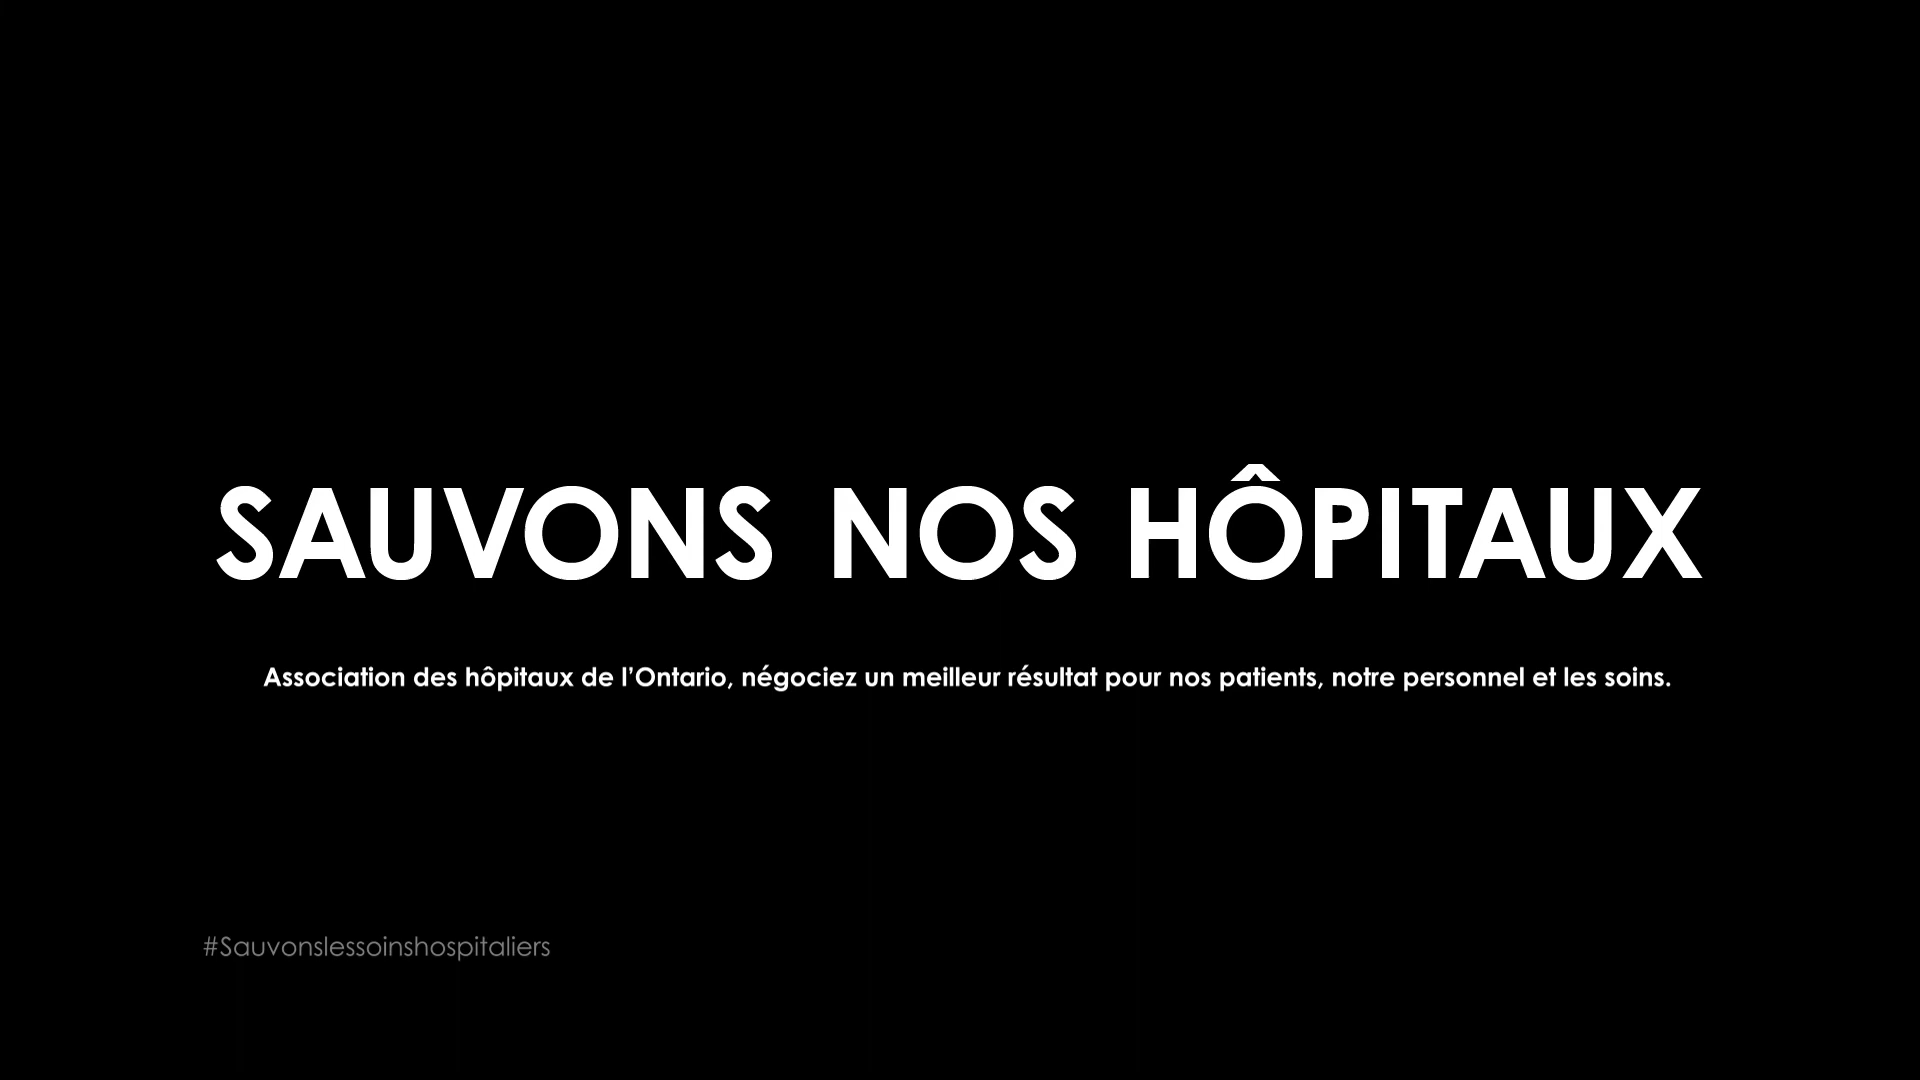 SAUVONS NOS HÔPITAUX
Association des hôpitaux de l’Ontario, négociez un meilleur résultat pour nos patients, notre personnel et les soins.
#Sauvonslessoinshospitaliers